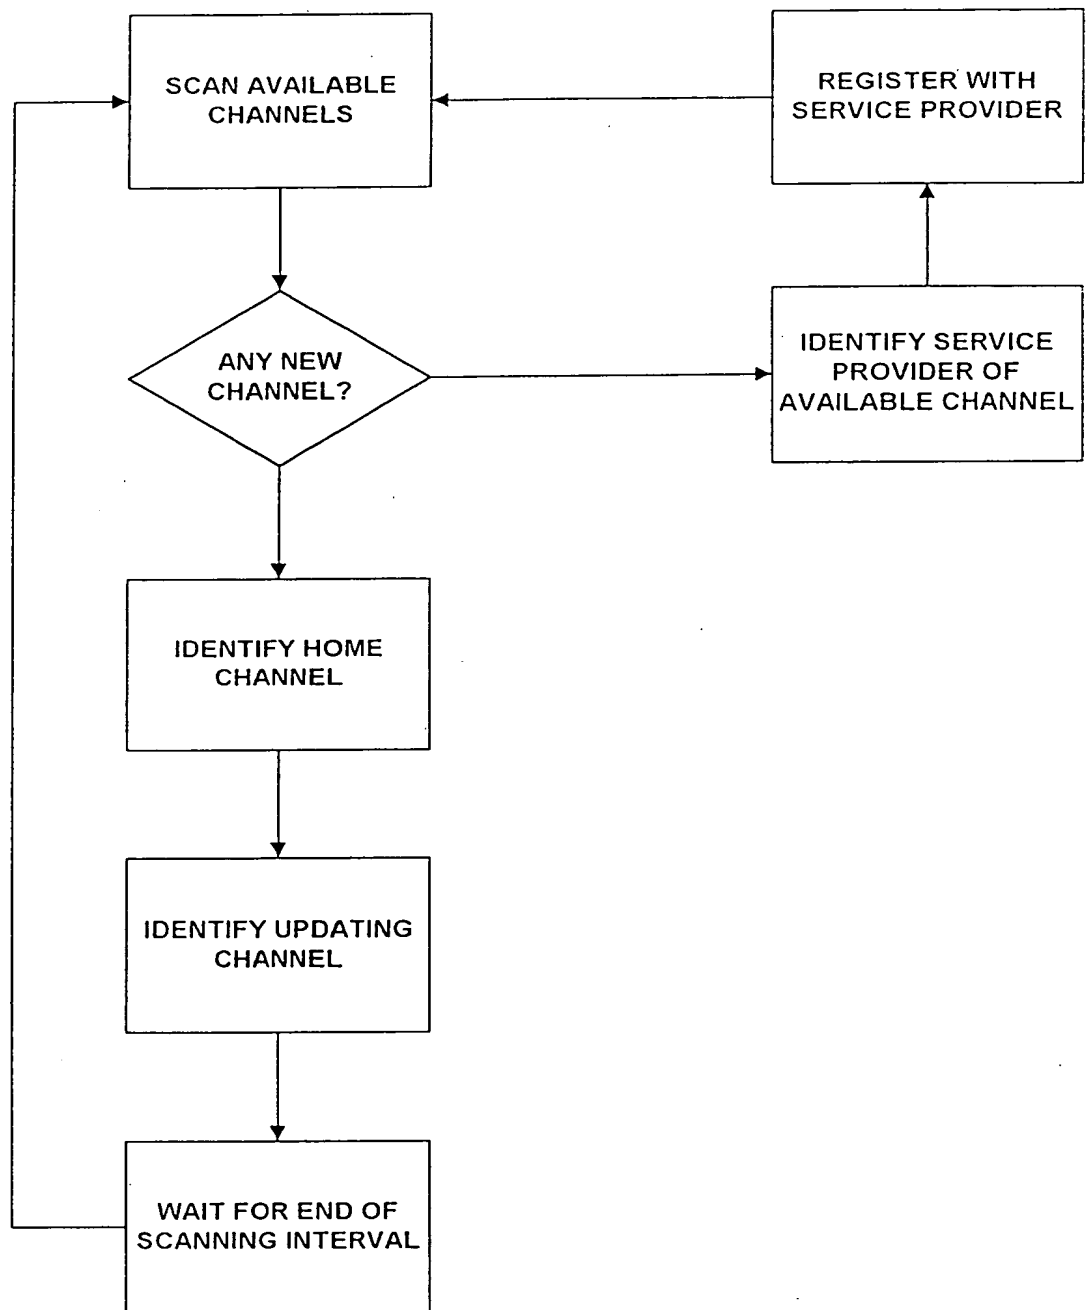 SCAN AVAILABLE
CHANNELS
REGISTER WITH
SERVICE PROVIDER
ANY NEW
CHANNEL?
IDENTIFY SERVICE
PROVIDER OF
AVAILABLE CHANNEL
IDENTIFY HOME
CHANNEL
IDENTIFY UPDATING
CHANNEL
WAIT FOR END OF
SCANNING INTERVAL